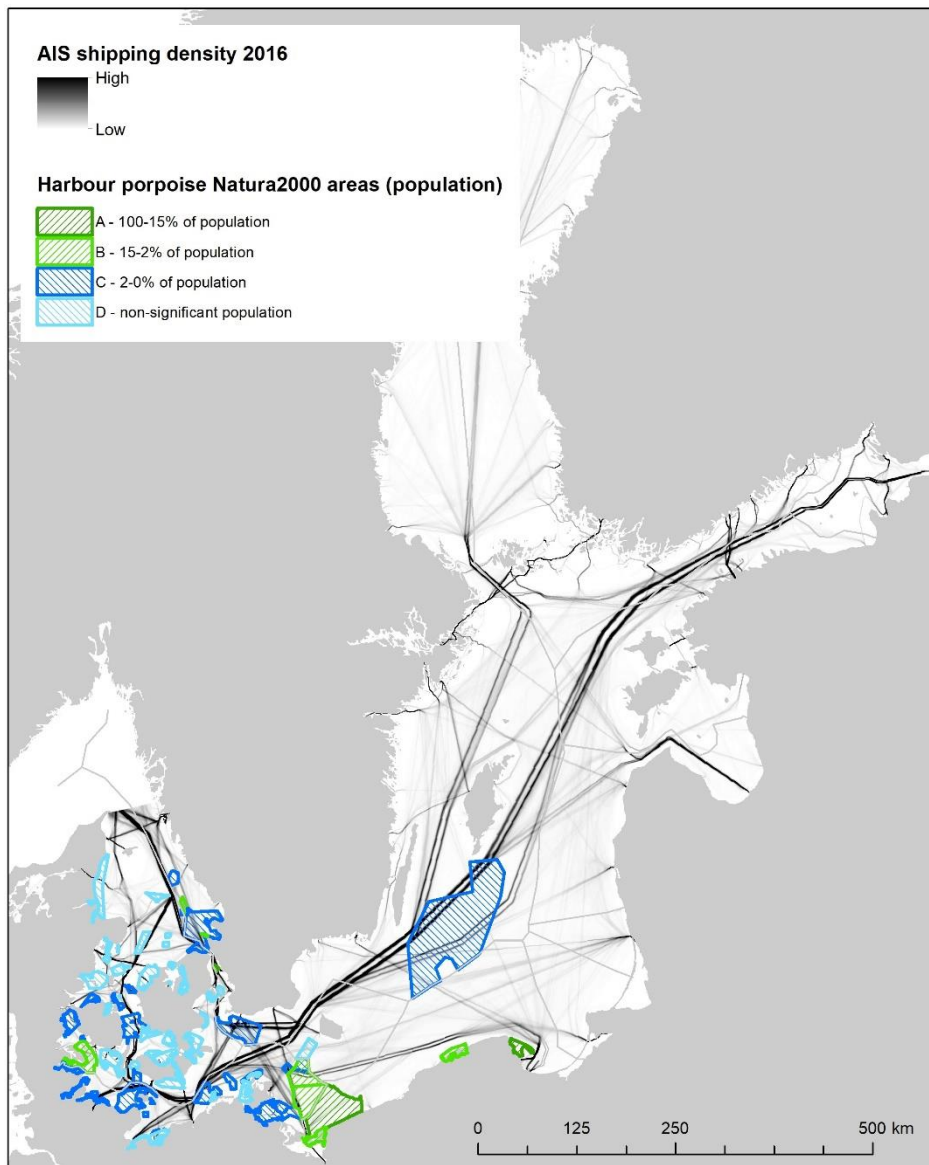 AIS shipping density 2016
High
Low
Harbour porpoise Natura2000 areas (population)
A - 100-15% of population
B - 15-2% of population
C - 2-0% of population
D - non-significant population
0 125 250 500 km